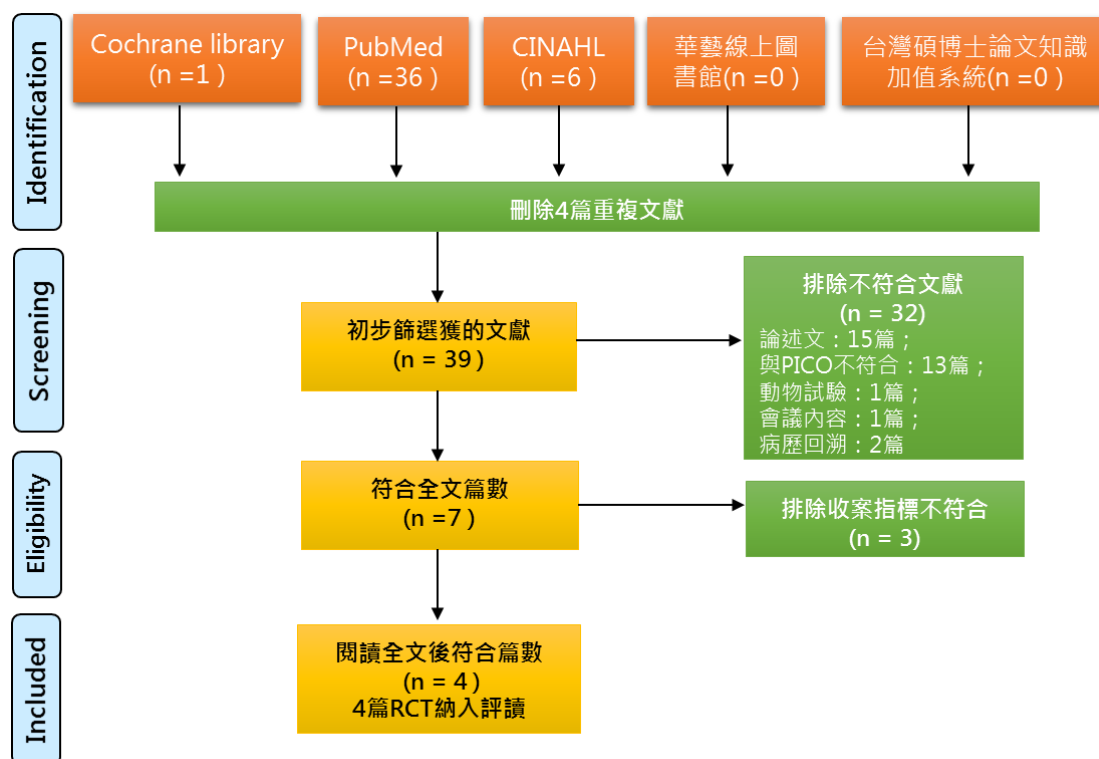 Identification
Cochrane library
(n =1 )
PubMed
(n =36 )
CINAHL
(n =6 )
華藝線上圖
書館(n =0 )
台灣碩博士論文知識
加值系統(n =0 )
刪除4篇重複文獻
Screening
初步篩選獲的文獻
(n = 39 )
排除不符合文獻
(n = 32)
論述文：15篇；
與PICO不符合：13篇；
動物試驗：1篇；
會議內容：1篇；
病歷回溯：2篇
Eligibility
符合全文篇數
(n =7 )
排除收案指標不符合
(n = 3)
Included
閱讀全文後符合篇數
(n = 4 )
4篇RCT納入評讀